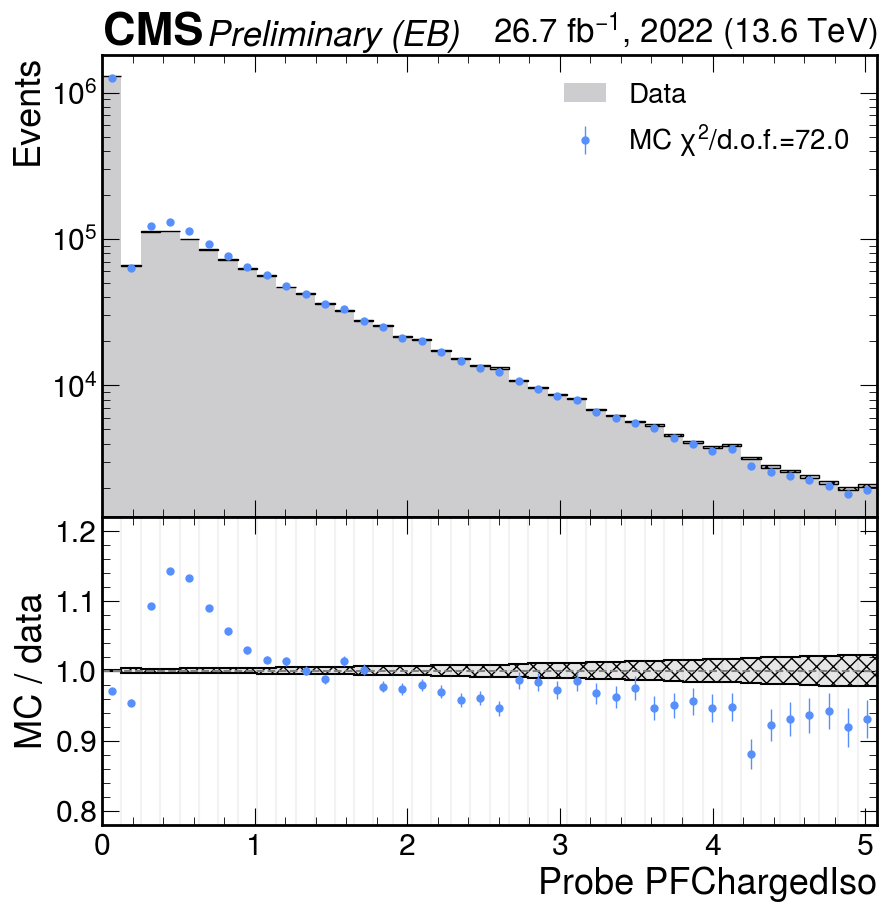 CMS Preliminary (EB) 26.7 fb⁻¹, 2022 (13.6 TeV)
Events
10⁶
10⁵
10⁴
Data
MC χ²/d.o.f.=72.0
MC / data
1.2
1.1
1.0
0.9
0.8
0 1 2 3 4 5
Probe PFChargedIso